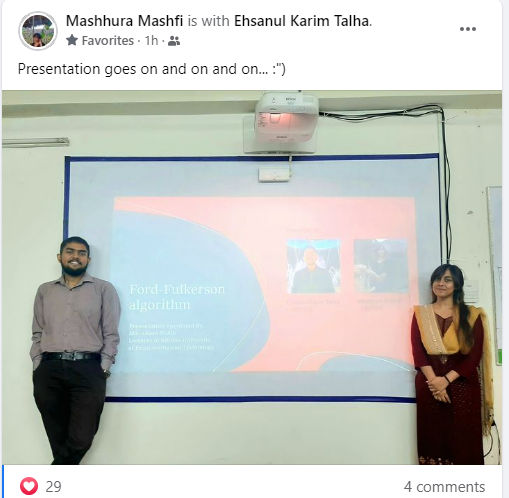 Mashhura Mashfi is with Ehsanul Karim Talha.
Favorites · 1h ·
Presentation goes on and on and on... :")
Ford-Fulkerson
algorithm
29
4 comments